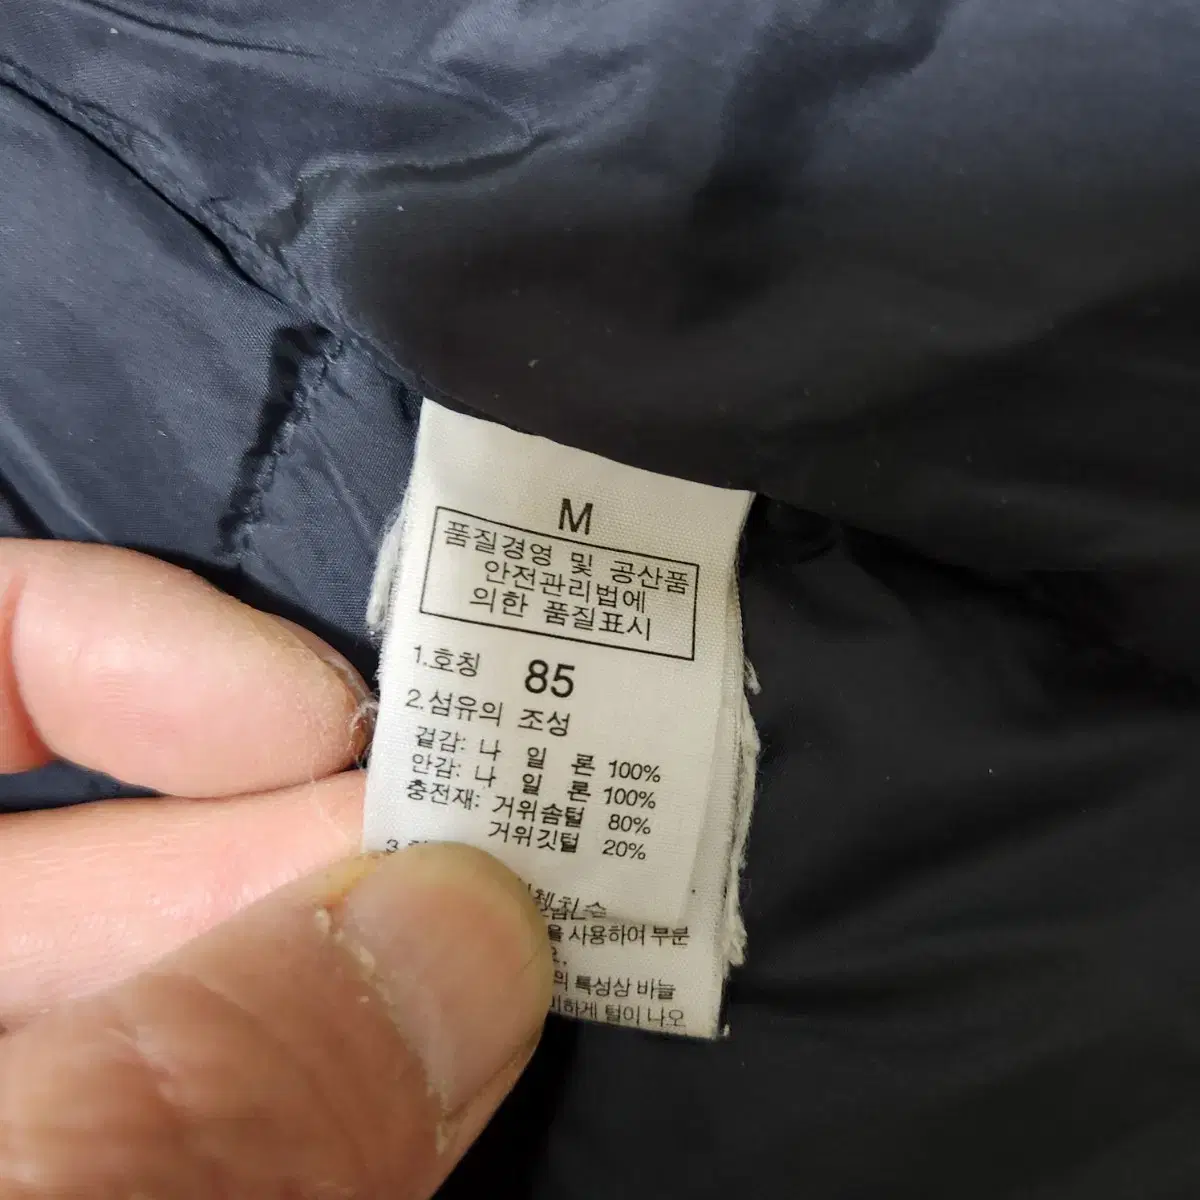 M
품질경영 및 공산품
안전관리법에
의한 품질표시
1.호칭 85
2.섬유의 조성
겉감: 나 일 론 100%
안감: 나 일 론 100%
충전재: 거위솜털 80%
거위깃털 20%
3.
을 사용하여 부분
의 특성상 바늘
털이 나오